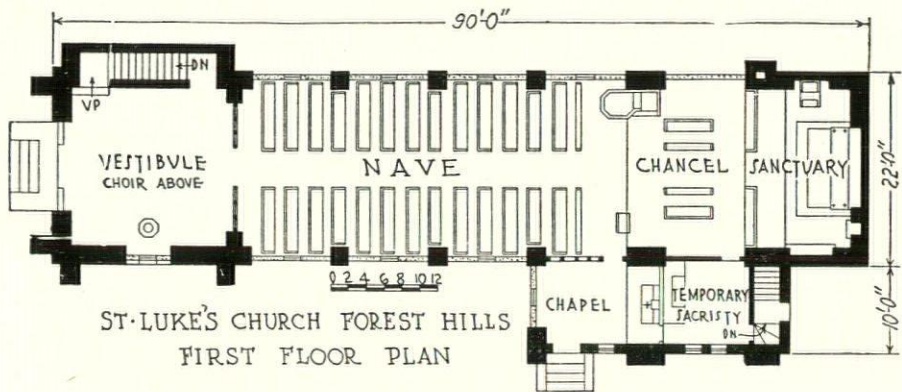 90'-0"
DN
VP
VESTIBULE
CHOIR ABOVE
NAVE
CHANCEL
SANCTUARY
22'-0"
0 2 4 6 8 10 12
CHAPEL
TEMPORARY
SACRISTY
DN
10'-0"
ST·LUKE'S CHURCH FOREST HILLS
FIRST FLOOR PLAN